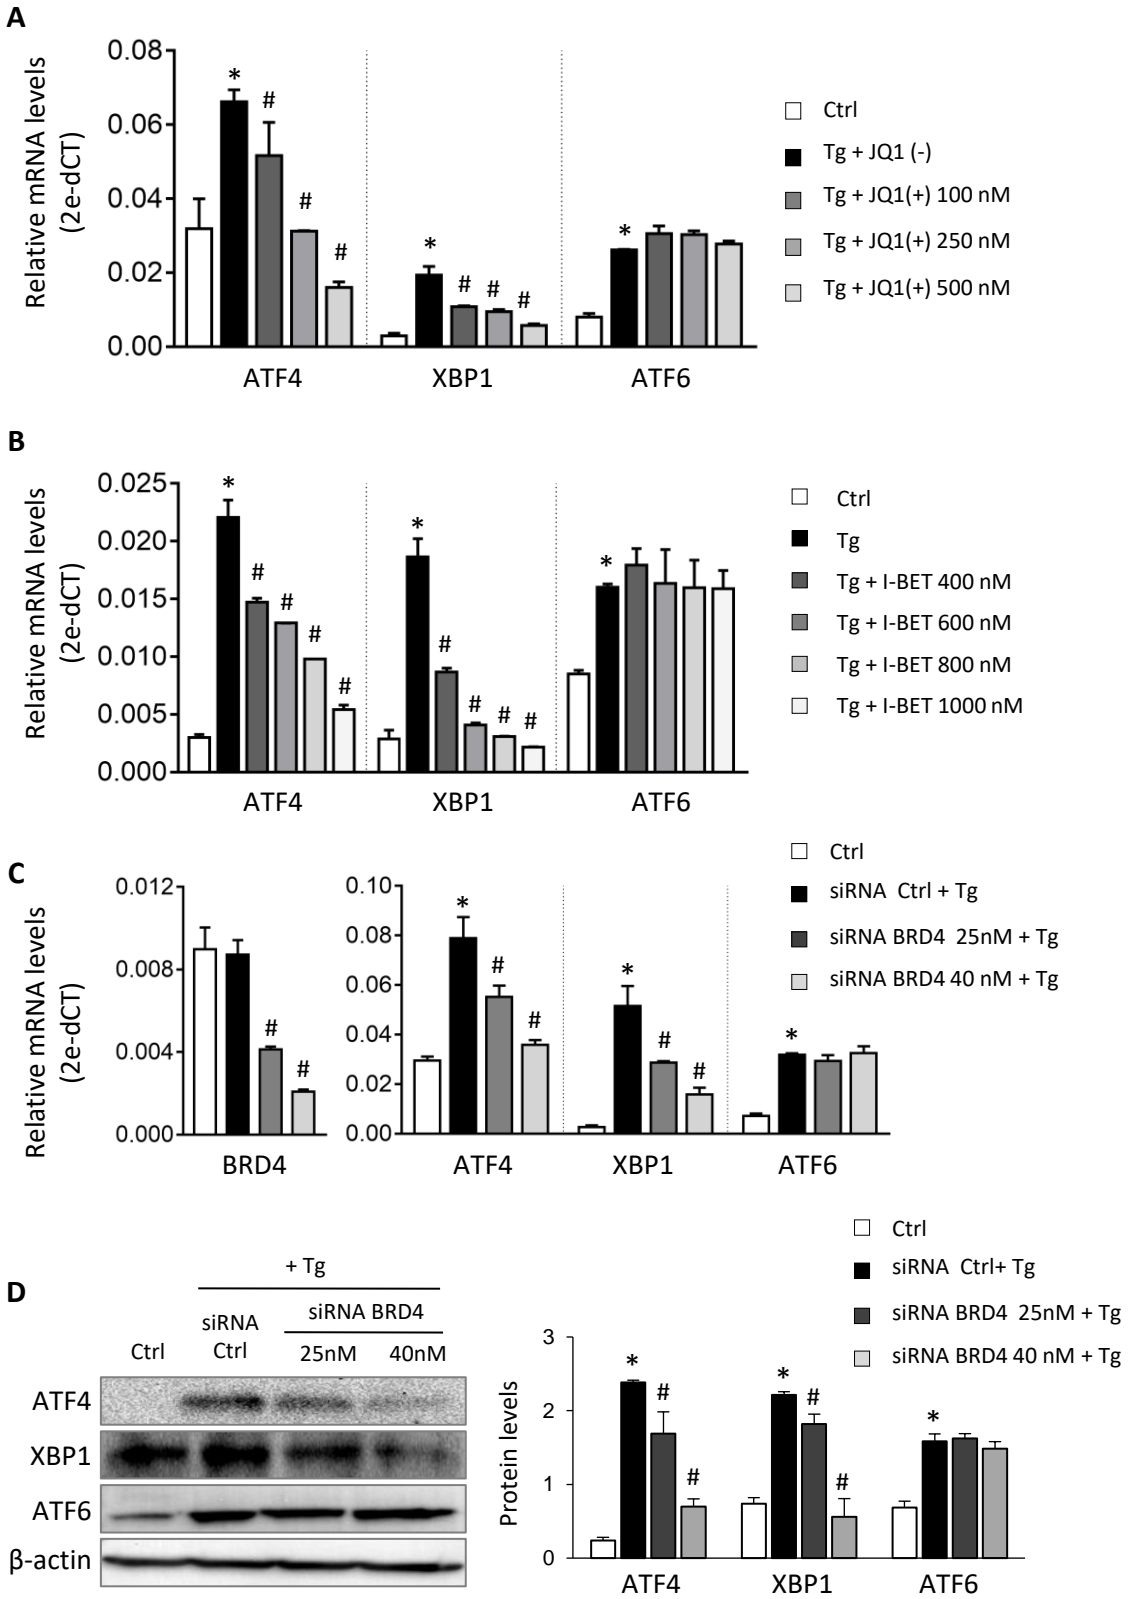 A
Relative mRNA levels
(2e-dCT)
0.08
0.06
0.04
0.02
0.00
* # # #
* # # #
*
ATF4 XBP1 ATF6
Ctrl
Tg + JQ1 (-)
Tg + JQ1(+) 100 nM
Tg + JQ1(+) 250 nM
Tg + JQ1(+) 500 nM
B
Relative mRNA levels
(2e-dCT)
0.025
0.020
0.015
0.010
0.005
0.000
* # # # #
* # # # #
*
ATF4 XBP1 ATF6
Ctrl
Tg
Tg + I-BET 400 nM
Tg + I-BET 600 nM
Tg + I-BET 800 nM
Tg + I-BET 1000 nM
C
Relative mRNA levels
(2e-dCT)
0.012
0.008
0.004
0.000
# #
BRD4
0.10
0.08
0.06
0.04
0.02
0.00
* # #
* # #
*
ATF4 XBP1 ATF6
Ctrl
siRNA Ctrl + Tg
siRNA BRD4 25nM + Tg
siRNA BRD4 40 nM + Tg
D
+ Tg
siRNA BRD4
siRNA
Ctrl Ctrl 25nM 40nM
ATF4
XBP1
ATF6
β-actin
Protein levels
3
2
1
0
* # #
* # #
*
ATF4 XBP1 ATF6
Ctrl
siRNA Ctrl+ Tg
siRNA BRD4 25nM + Tg
siRNA BRD4 40 nM + Tg